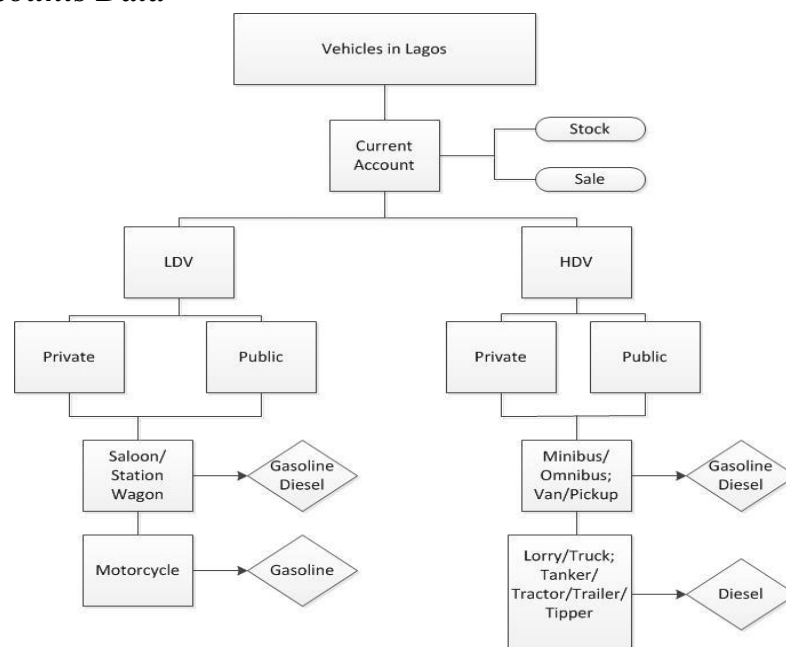 Vehicles in Lagos
Current
Account
Stock
Sale
LDV
HDV
Private
Public
Private
Public
Saloon/
Station
Wagon
Gasoline
Diesel
Minibus/
Omnibus;
Van/Pickup
Gasoline
Diesel
Motorcycle
Gasoline
Lorry/Truck;
Tanker/
Tractor/Trailer/
Tipper
Diesel